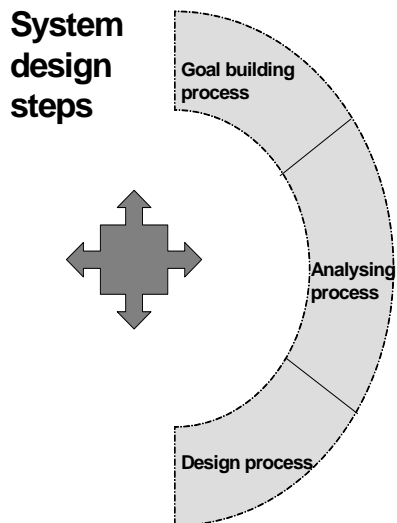 System
design
steps
Goal building
process
Analysing
process
Design process